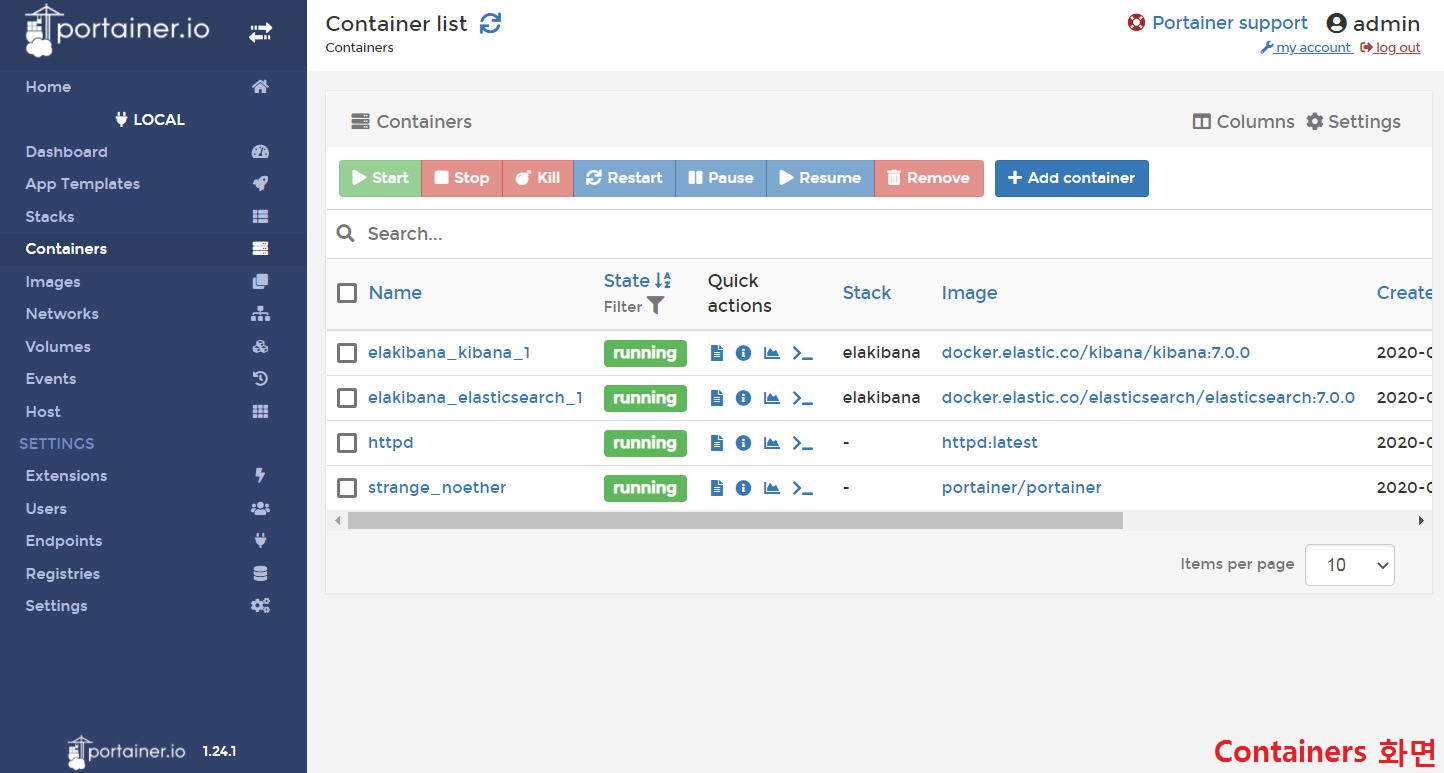 portainer.io
Home
LOCAL
Dashboard
App Templates
Stacks
Containers
Images
Networks
Volumes
Events
Host
SETTINGS
Extensions
Users
Endpoints
Registries
Settings
portainer.io 1.24.1
Container list
Containers
Portainer support admin
my account log out
Containers Columns Settings
Start Stop Kill Restart Pause Resume Remove Add container
Search...
Name State Filter Quick actions Stack Image Create
elakibana_kibana_1 running elakibana docker.elastic.co/kibana/kibana:7.0.0 2020-0
elakibana_elasticsearch_1 running elakibana docker.elastic.co/elasticsearch/elasticsearch:7.0.0 2020-0
httpd running - httpd:latest 2020-0
strange_noether running - portainer/portainer 2020-0
Items per page 10
Containers 화면